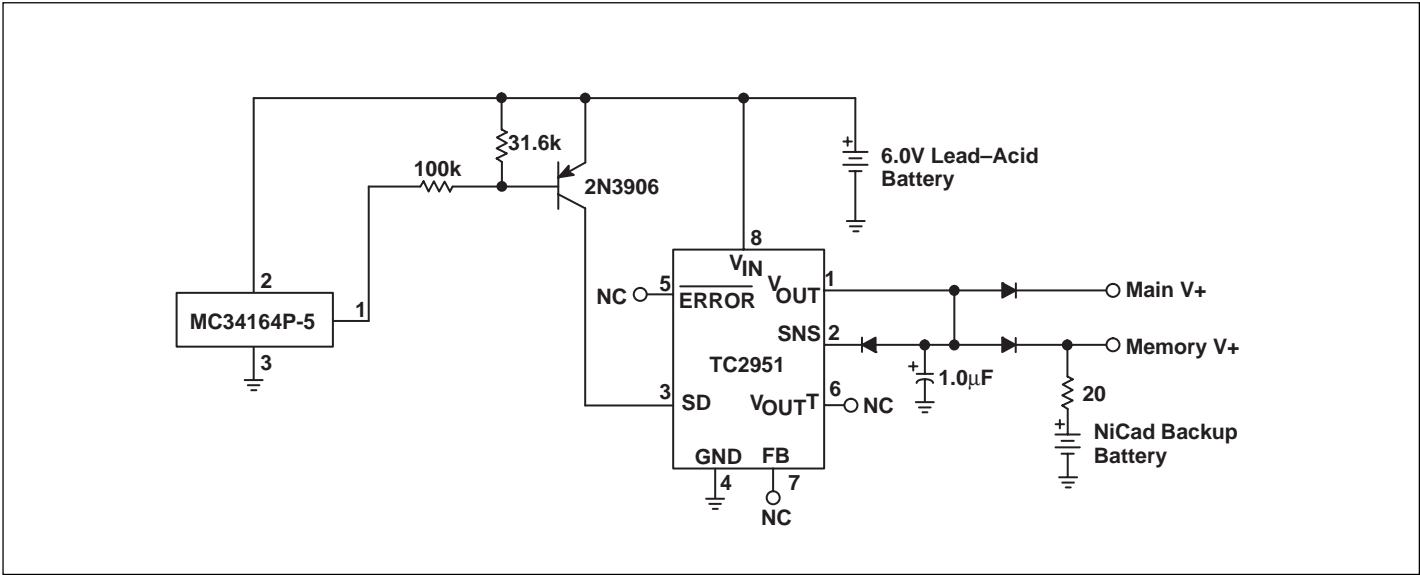 31.6k
100k
2N3906
+
6.0V Lead–Acid
Battery
2
MC34164P-5
1
3
8
VIN
NC
5
ERROR
VOUT
1
Main V+
SNS
2
Memory V+
TC2951
+
1.0µF
3
SD
VOUTT
6
NC
20
+
NiCad Backup
Battery
GND
FB
4
7
NC